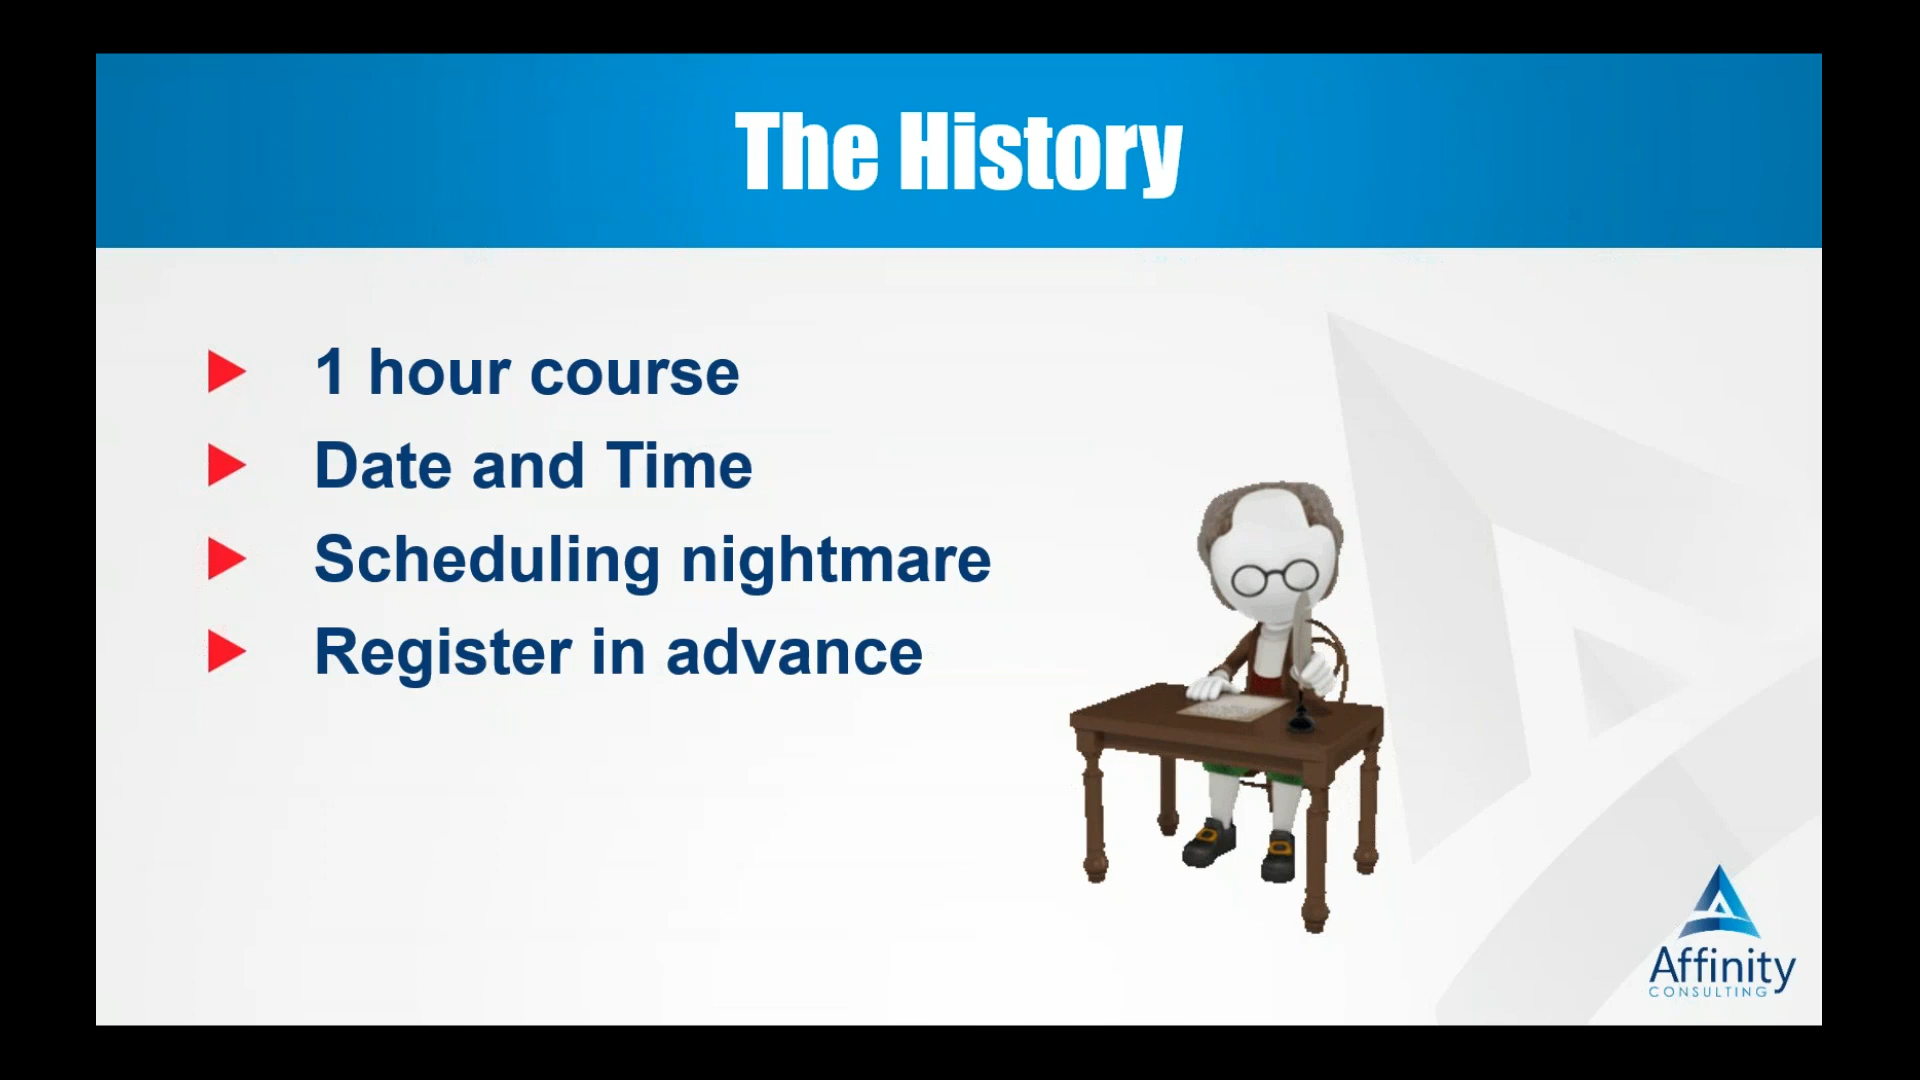 The History
1 hour course
Date and Time
Scheduling nightmare
Register in advance
Affinity
CONSULTING